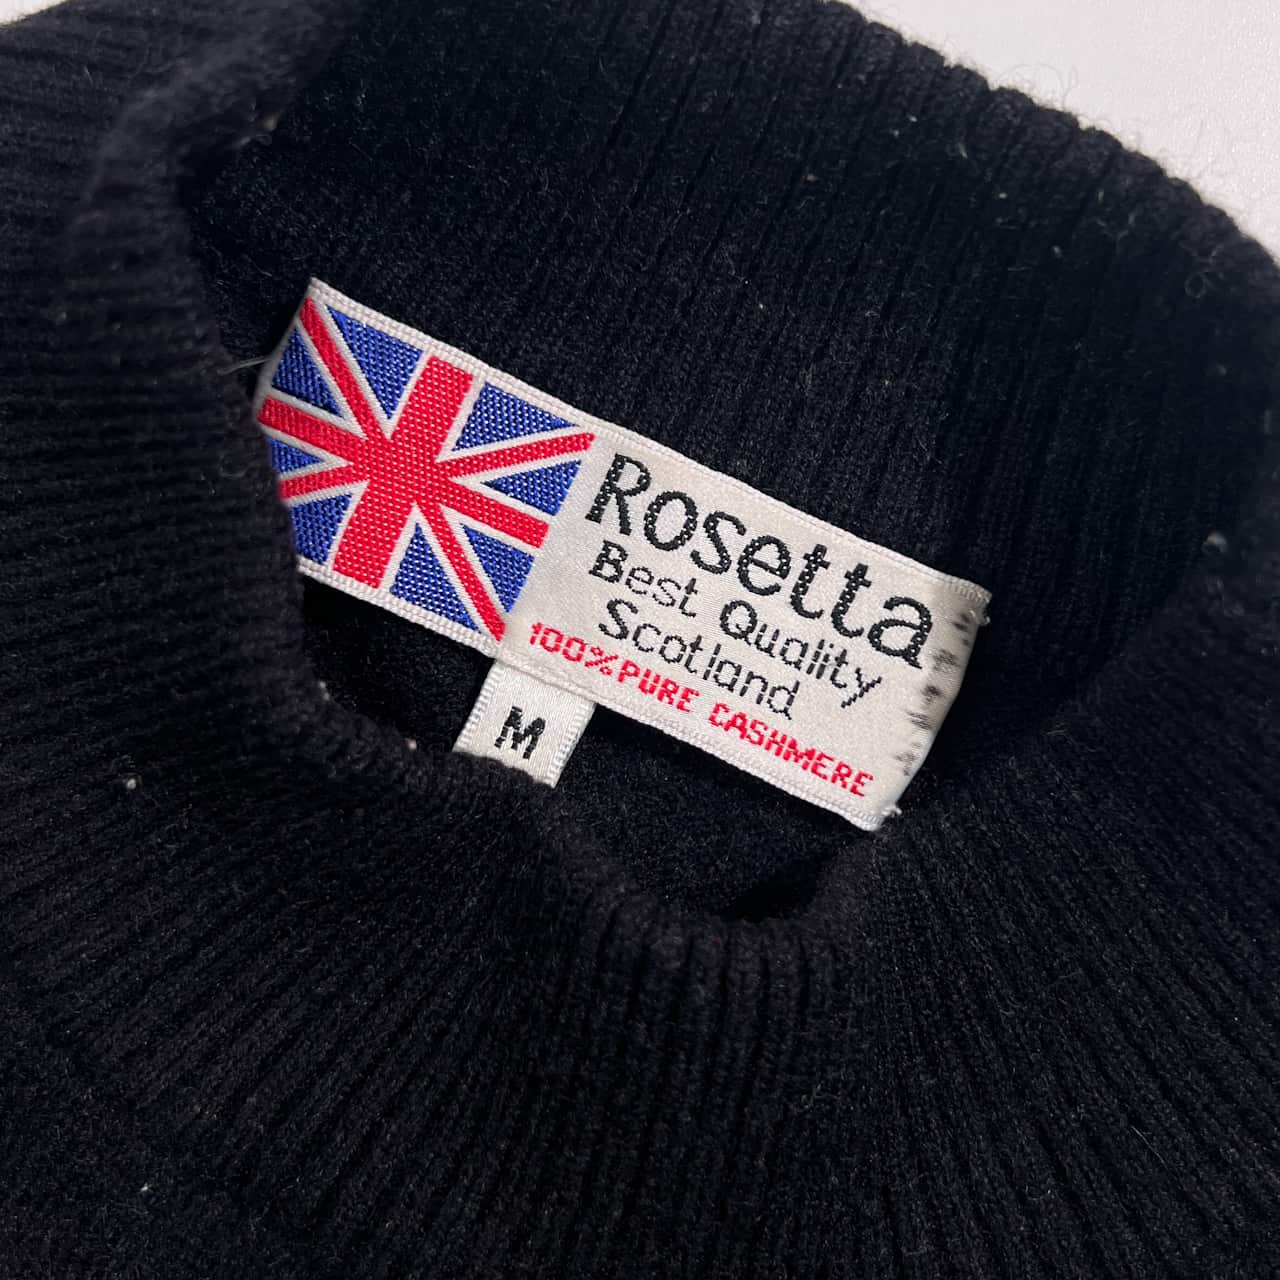 Rosetta
Best Quality
Scotland
100% PURE CASHMERE
M